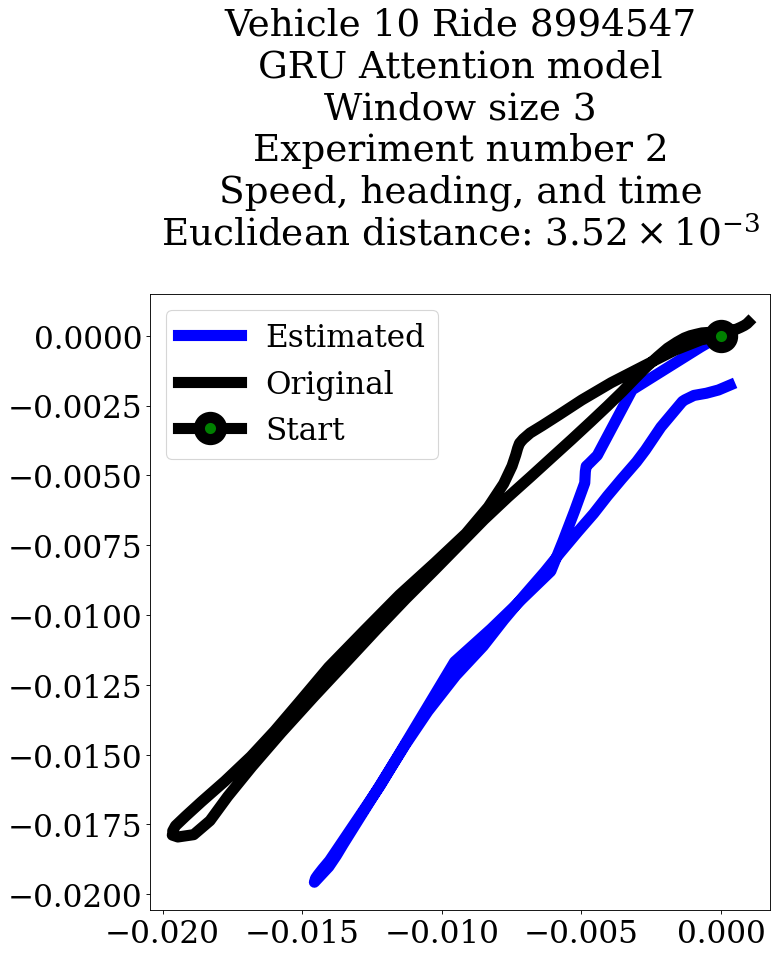 Vehicle 10 Ride 8994547
GRU Attention model
Window size 3
Experiment number 2
Speed, heading, and time
Euclidean distance: 3.52 × 10⁻³
Estimated
Original
Start
0.0000
−0.0025
−0.0050
−0.0075
−0.0100
−0.0125
−0.0150
−0.0175
−0.0200
−0.020 −0.015 −0.010 −0.005 0.000